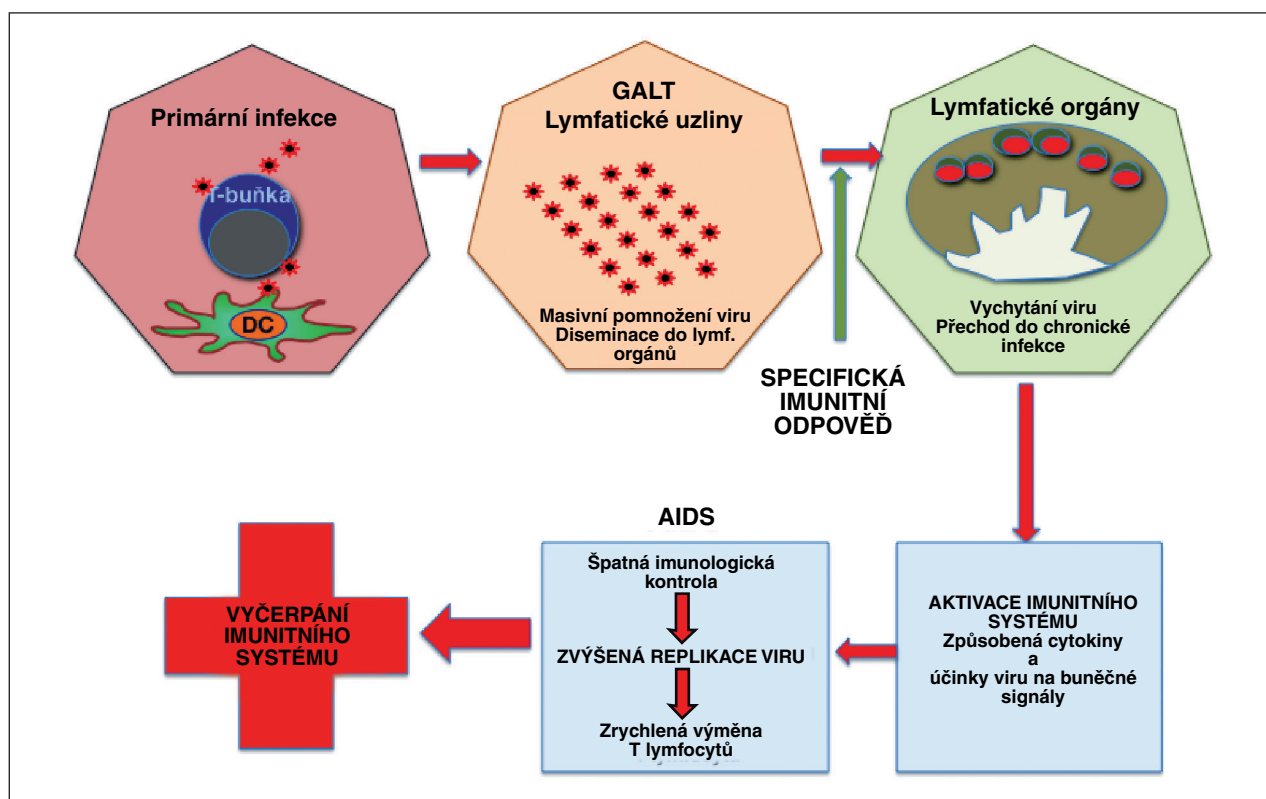 Primární infekce
T-buňka
DC
GALT
Lymfatické uzliny
Masivní pomnožení viru
Diseminace do lymf.
orgánů
SPECIFICKÁ
IMUNITNÍ
ODPOVĚĎ
Lymfatické orgány
Vychytání viru
Přechod do chronické
infekce
AKTIVACE IMUNITNÍHO
SYSTÉMU
Způsobená cytokiny
a
účinky viru na buněčné
signály
AIDS
Špatná imunologická
kontrola
ZVÝŠENÁ REPLIKACE VIRU
Zrychlená výměna
T lymfocytů
VYČERPÁNÍ
IMUNITNÍHO
SYSTÉMU